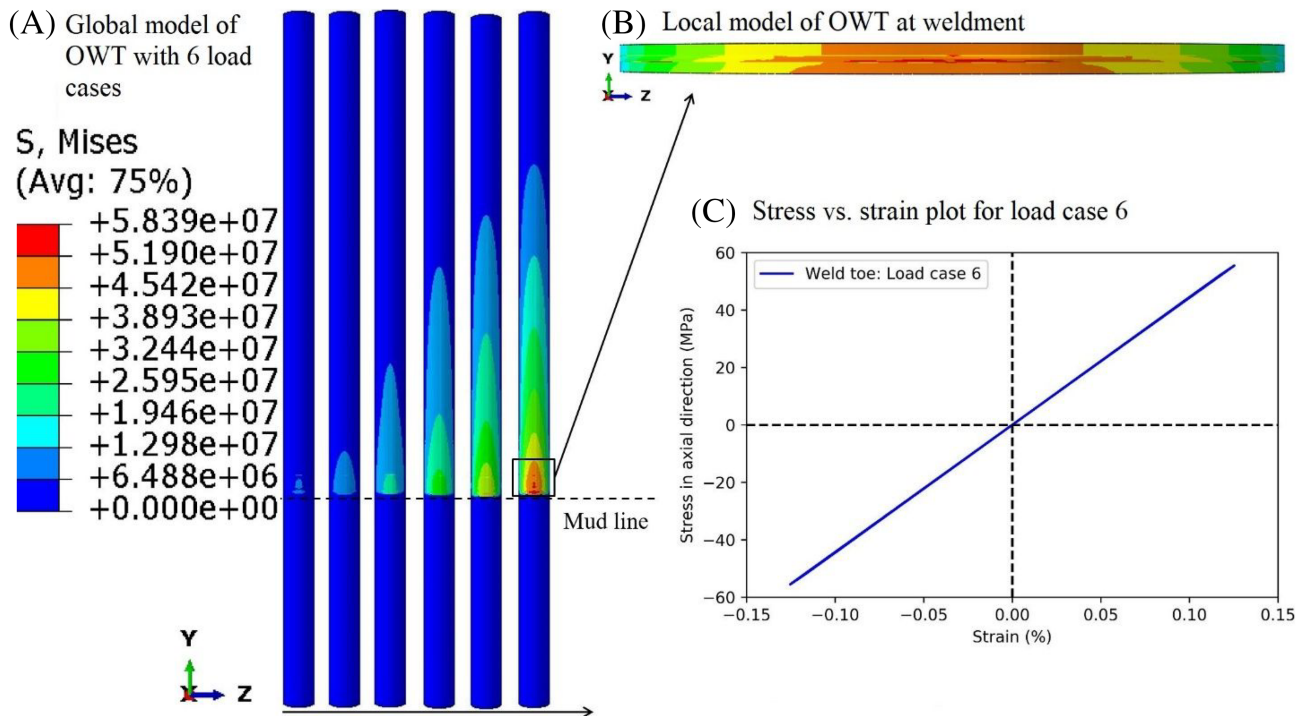 (A) Global model of
OWT with 6 load
cases
S, Mises
(Avg: 75%)
+5.839e+07
+5.190e+07
+4.542e+07
+3.893e+07
+3.244e+07
+2.595e+07
+1.946e+07
+1.298e+07
+6.488e+06
+0.000e+00
Mud line
Y
X Z
(B) Local model of OWT at weldment
Y
X Z
(C) Stress vs. strain plot for load case 6
Weld toe: Load case 6
Stress in axial direction (MPa)
60
40
20
0
−20
−40
−60
−0.15 −0.10 −0.05 0.00 0.05 0.10 0.15
Strain (%)